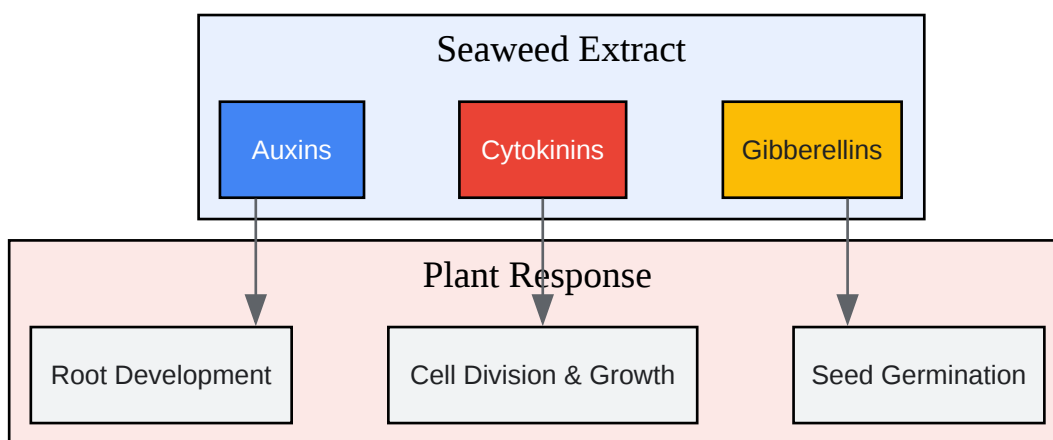 Seaweed Extract
Auxins
Cytokinins
Gibberellins
Plant Response
Root Development
Cell Division & Growth
Seed Germination